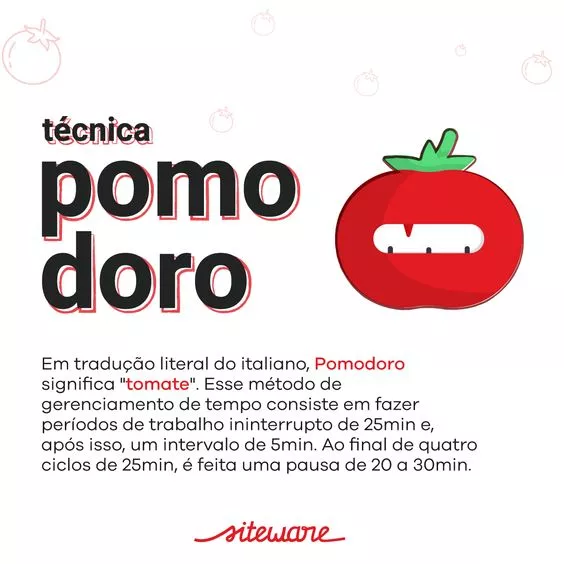 técnica
pomo
doro
Em tradução literal do italiano, Pomodoro
significa "tomate". Esse método de
gerenciamento de tempo consiste em fazer
períodos de trabalho ininterrupto de 25min e,
após isso, um intervalo de 5min. Ao final de quatro
ciclos de 25min, é feita uma pausa de 20 a 30min.
siteware